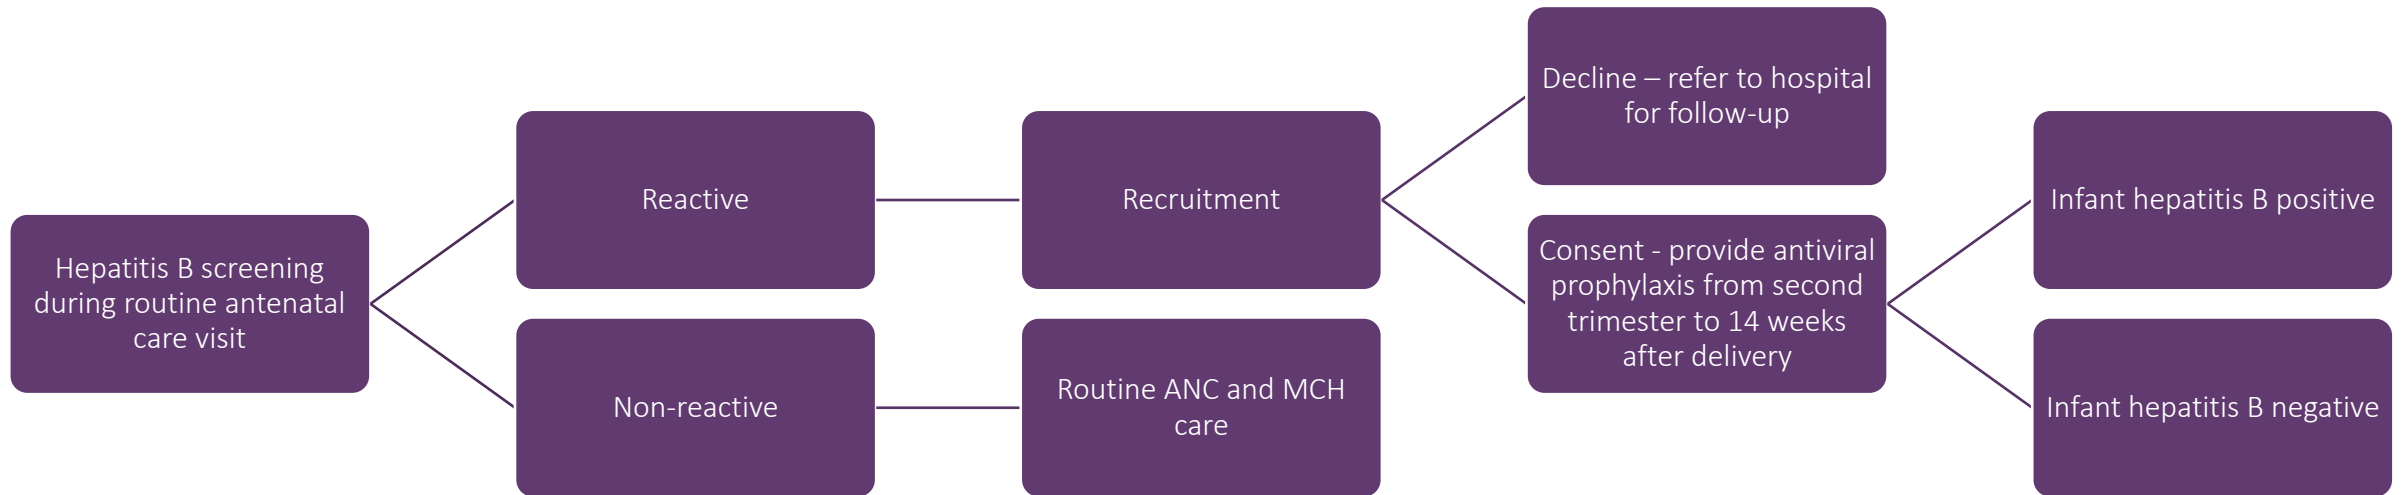 Hepatitis B screening
during routine antenatal
care visit
Reactive
Non-reactive
Recruitment
Routine ANC and MCH
care
Decline – refer to hospital
for follow-up
Consent - provide antiviral
prophylaxis from second
trimester to 14 weeks
after delivery
Infant hepatitis B positive
Infant hepatitis B negative